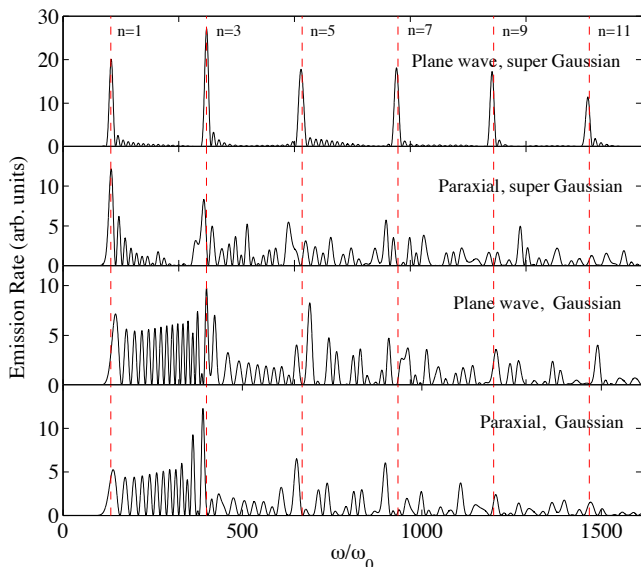 30
n=1 n=3 n=5 n=7 n=9 n=11
Plane wave, super Gaussian
20
10
0
Paraxial, super Gaussian
10
5
0
Plane wave, Gaussian
10
5
0
Paraxial, Gaussian
10
5
0
0 500 1000 1500
ω/ω0
Emission Rate (arb. units)